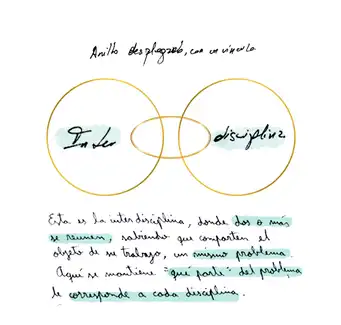 Anillo desplegado, con un vínculo
Inter
disciplina
Esta es la interdisciplina, donde dos o más
se reunen, sabiendo que comparten el
objeto de su trabajo, un mismo problema.
Aquí se mantiene "qué parte" del problema
le corresponde a cada disciplina.